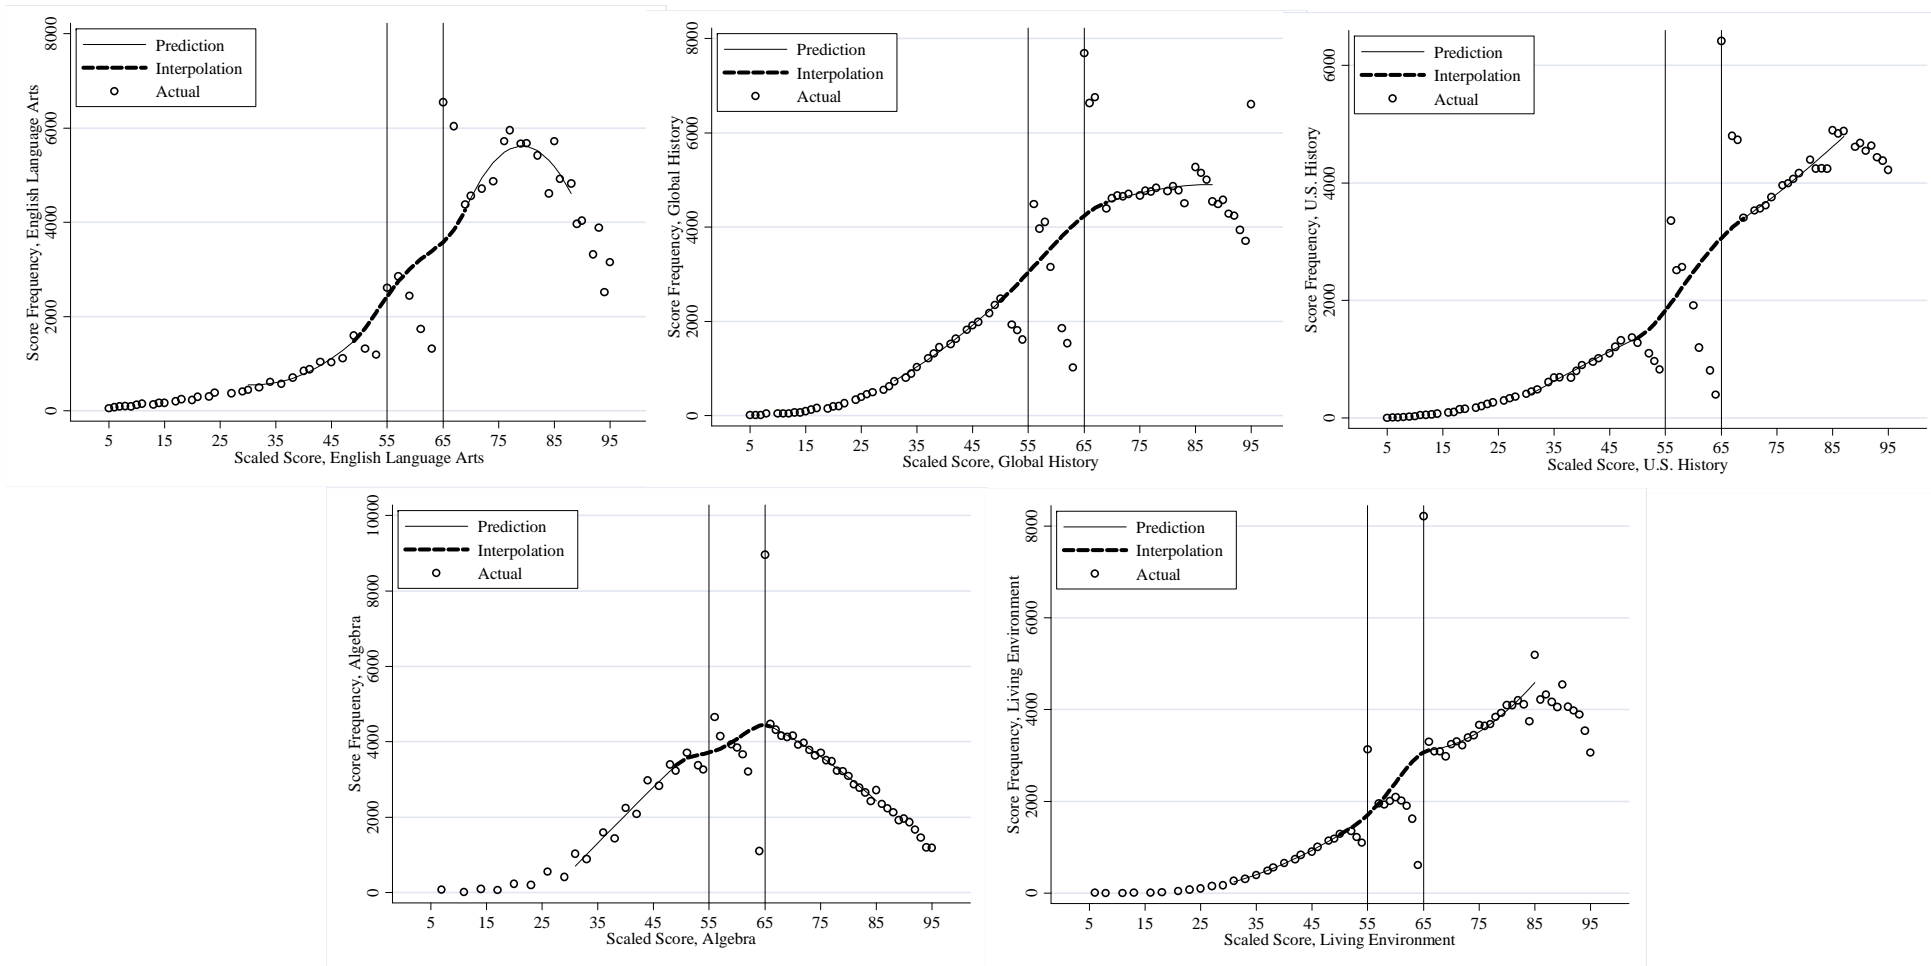 Score Frequency, English Language Arts
8000
6000
4000
2000
0
Prediction
Interpolation
Actual
5 15 25 35 45 55 65 75 85 95
Scaled Score, English Language Arts
Score Frequency, Global History
8000
6000
4000
2000
0
Prediction
Interpolation
Actual
5 15 25 35 45 55 65 75 85 95
Scaled Score, Global History
Score Frequency, U.S. History
6000
4000
2000
0
Prediction
Interpolation
Actual
5 15 25 35 45 55 65 75 85 95
Scaled Score, U.S. History
Score Frequency, Algebra
10000
8000
6000
4000
2000
0
Prediction
Interpolation
Actual
5 15 25 35 45 55 65 75 85 95
Scaled Score, Algebra
Score Frequency, Living Environment
8000
6000
4000
2000
0
Prediction
Interpolation
Actual
5 15 25 35 45 55 65 75 85 95
Scaled Score, Living Environment